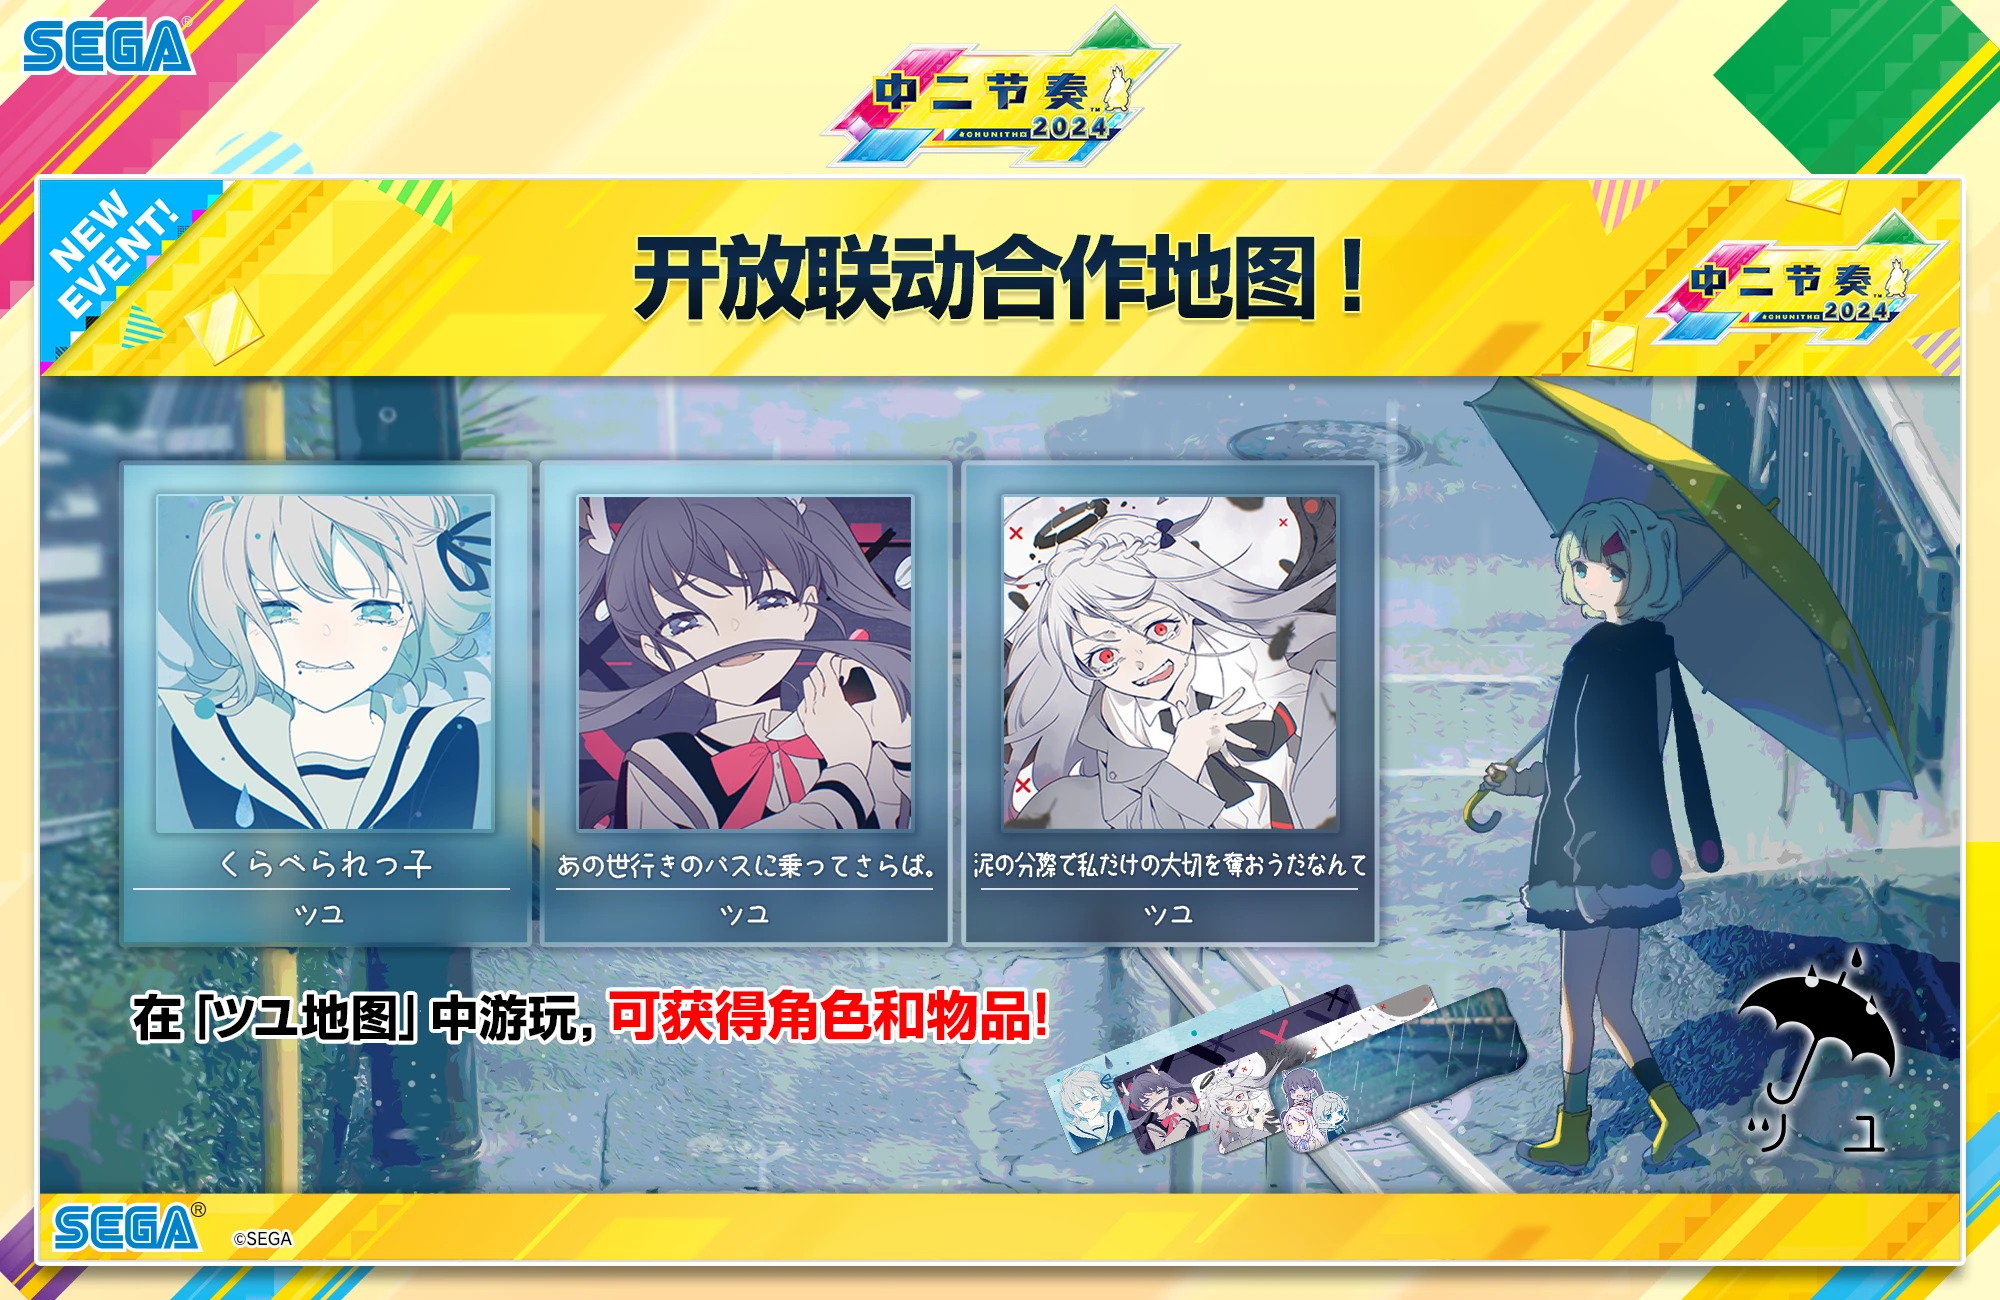 SEGA®
中二节奏™
CHUNITHM 2024
NEW
EVENT!
开放联动合作地图！
中二节奏™
CHUNITHM 2024
くらべられっ子
ツユ
あの世行きのバスに乗ってさらば。
ツユ
泥の分際で私だけの大切を奪おうだなんて
ツユ
在「ツユ地图」中游玩, 可获得角色和物品!
ツユ
SEGA®
©SEGA